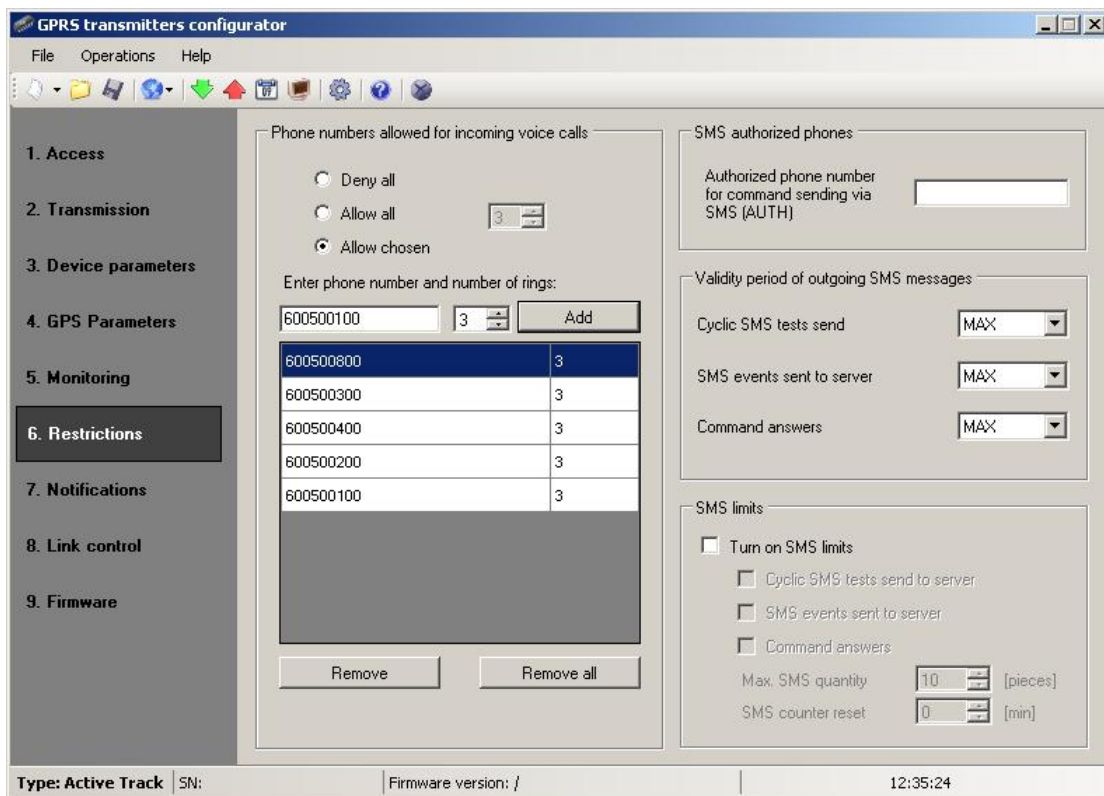 GPRS transmitters configurator
File Operations Help
1. Access
2. Transmission
3. Device parameters
4. GPS Parameters
5. Monitoring
6. Restrictions
7. Notifications
8. Link control
9. Firmware
Phone numbers allowed for incoming voice calls
Deny all
Allow all 3
Allow chosen
Enter phone number and number of rings:
600500100 3 Add
600500800 3
600500300 3
600500400 3
600500200 3
600500100 3
Remove Remove all
SMS authorized phones
Authorized phone number
for command sending via
SMS (AUTH)
Validity period of outgoing SMS messages
Cyclic SMS tests send MAX
SMS events sent to server MAX
Command answers MAX
SMS limits
Turn on SMS limits
Cyclic SMS tests send to server
SMS events sent to server
Command answers
Max. SMS quantity 10 [pieces]
SMS counter reset 0 [min]
Type: Active Track SN: Firmware version: / 12:35:24